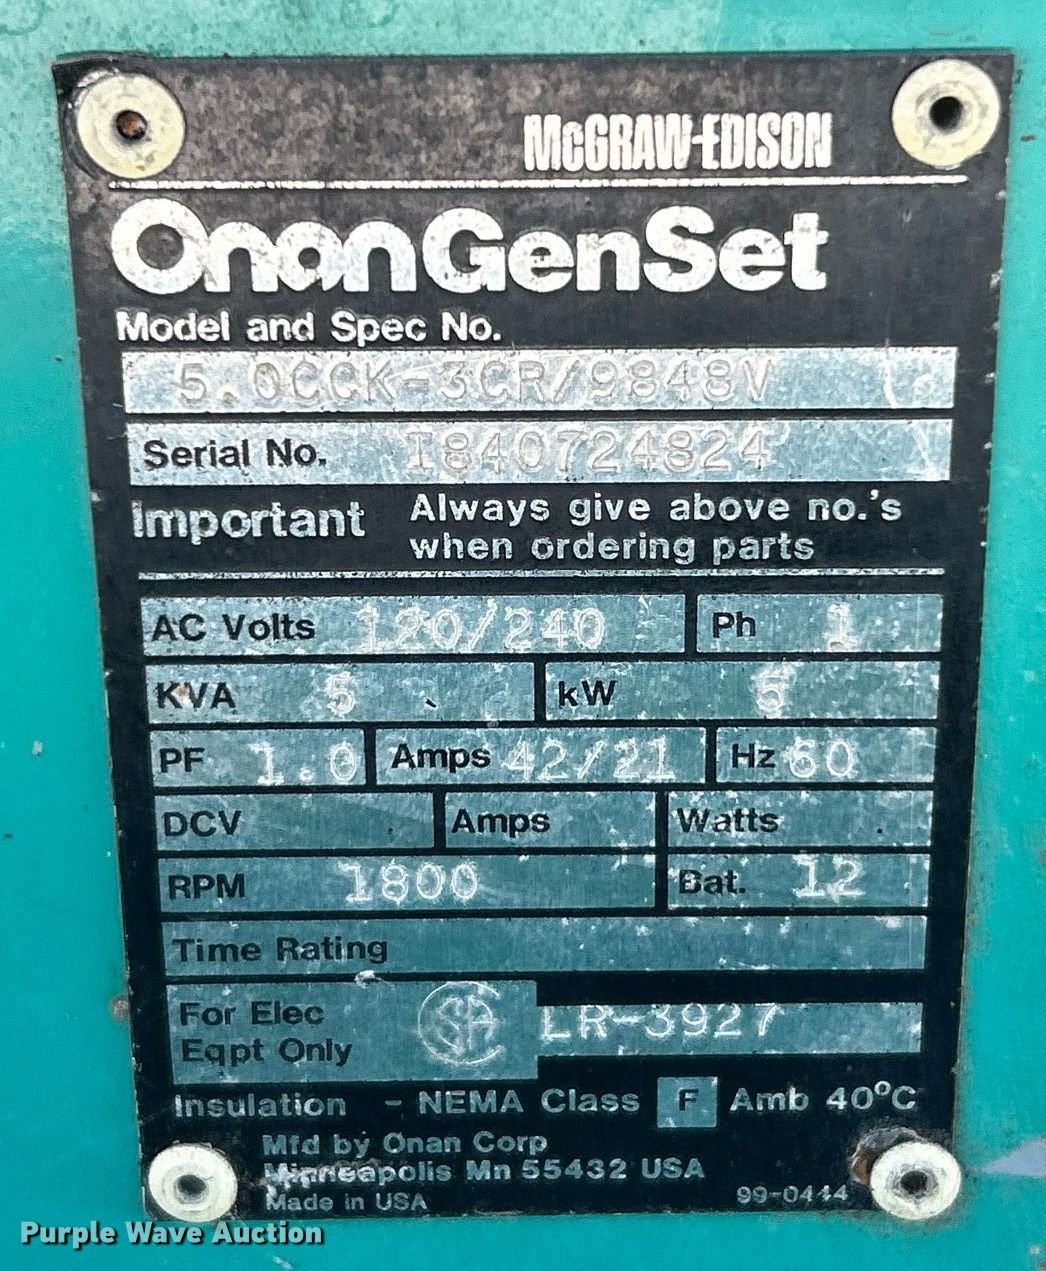 McGRAW-EDISON
Onan GenSet
Model and Spec No.
5.0CCK-3CR/9848V
Serial No. I840724824
Important Always give above no.'s
when ordering parts
AC Volts 120/240 Ph 1
KVA 5 kW 5
PF 1.0 Amps 42/21 Hz 60
DCV Amps Watts
RPM 1800 Bat. 12
Time Rating
For Elec
Eqpt Only CSA LR-3927
Insulation - NEMA Class F Amb 40°C
Mfd by Onan Corp
Minneapolis Mn 55432 USA
Made in USA 99-0444
Purple Wave Auction